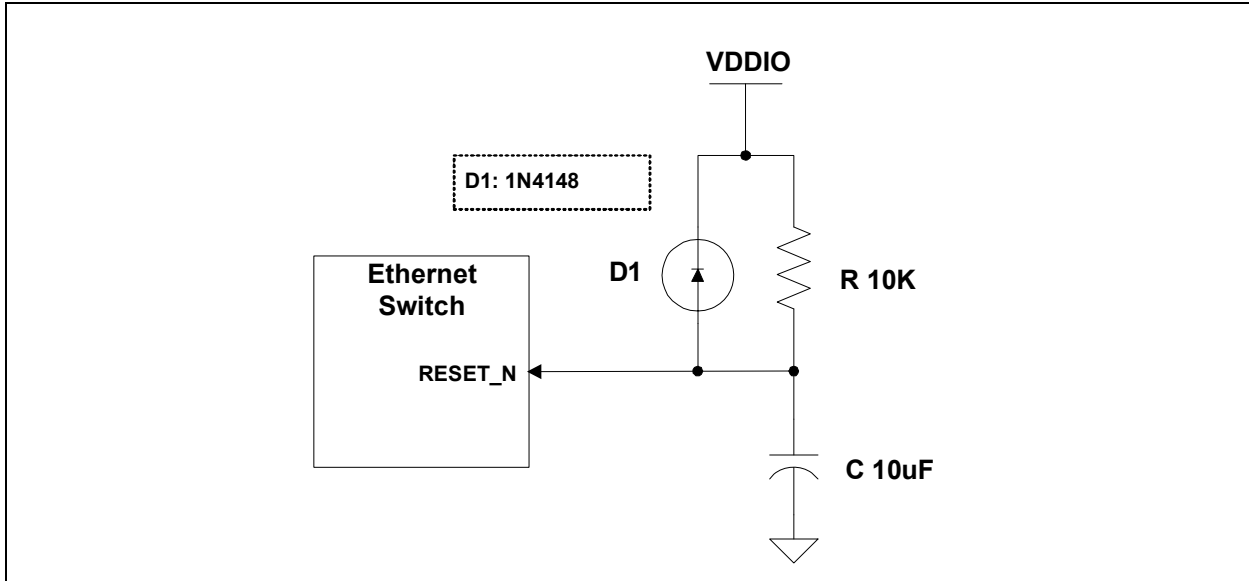 VDDIO
D1: 1N4148
Ethernet
Switch
D1
R 10K
RESET_N
C 10uF